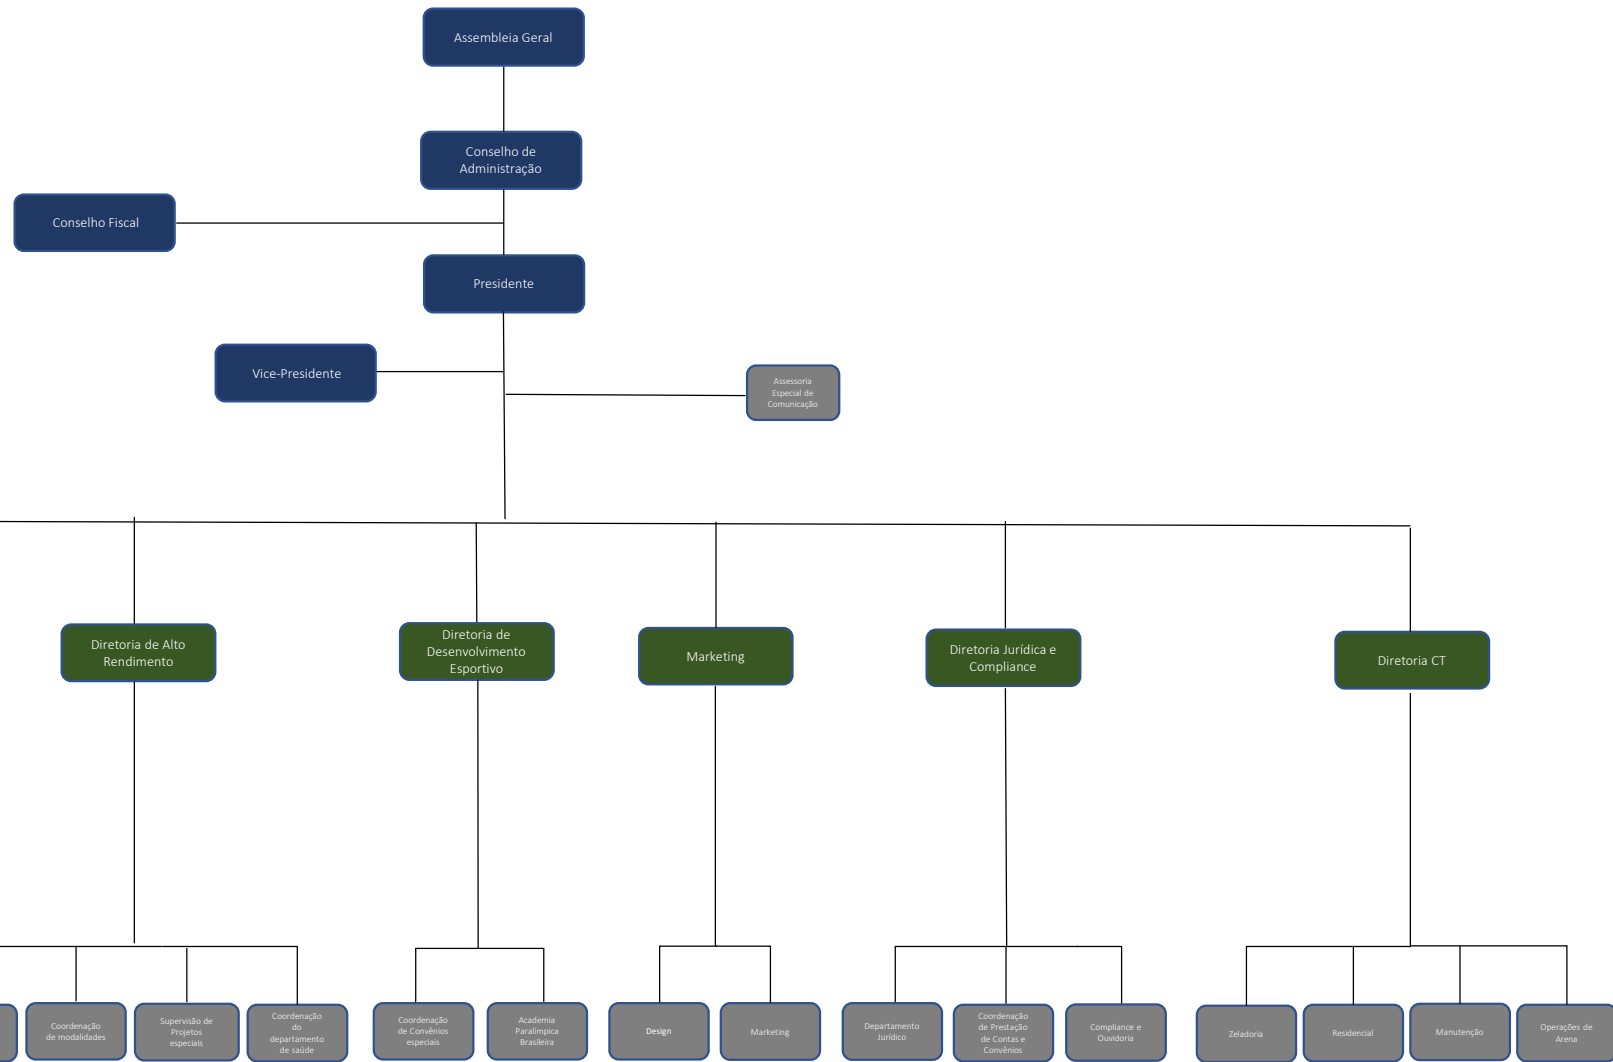 Assembleia Geral
Conselho de
Administração
Conselho Fiscal
Presidente
Vice-Presidente
Assessoria
Especial de
Comunicação
Diretoria de Alto
Rendimento
Diretoria de
Desenvolvimento
Esportivo
Marketing
Diretoria Jurídica e
Compliance
Diretoria CT
Coordenação
de modalidades
Supervisão de
Projetos
especiais
Coordenação
do
departamento
de saúde
Coordenação
de Convênios
especiais
Academia
Paralímpica
Brasileira
Design
Marketing
Departamento
Jurídico
Coordenação
de Prestação
de Contas e
Convênios
Compliance e
Ouvidoria
Zeladoria
Residencial
Manutenção
Operações de
Arena